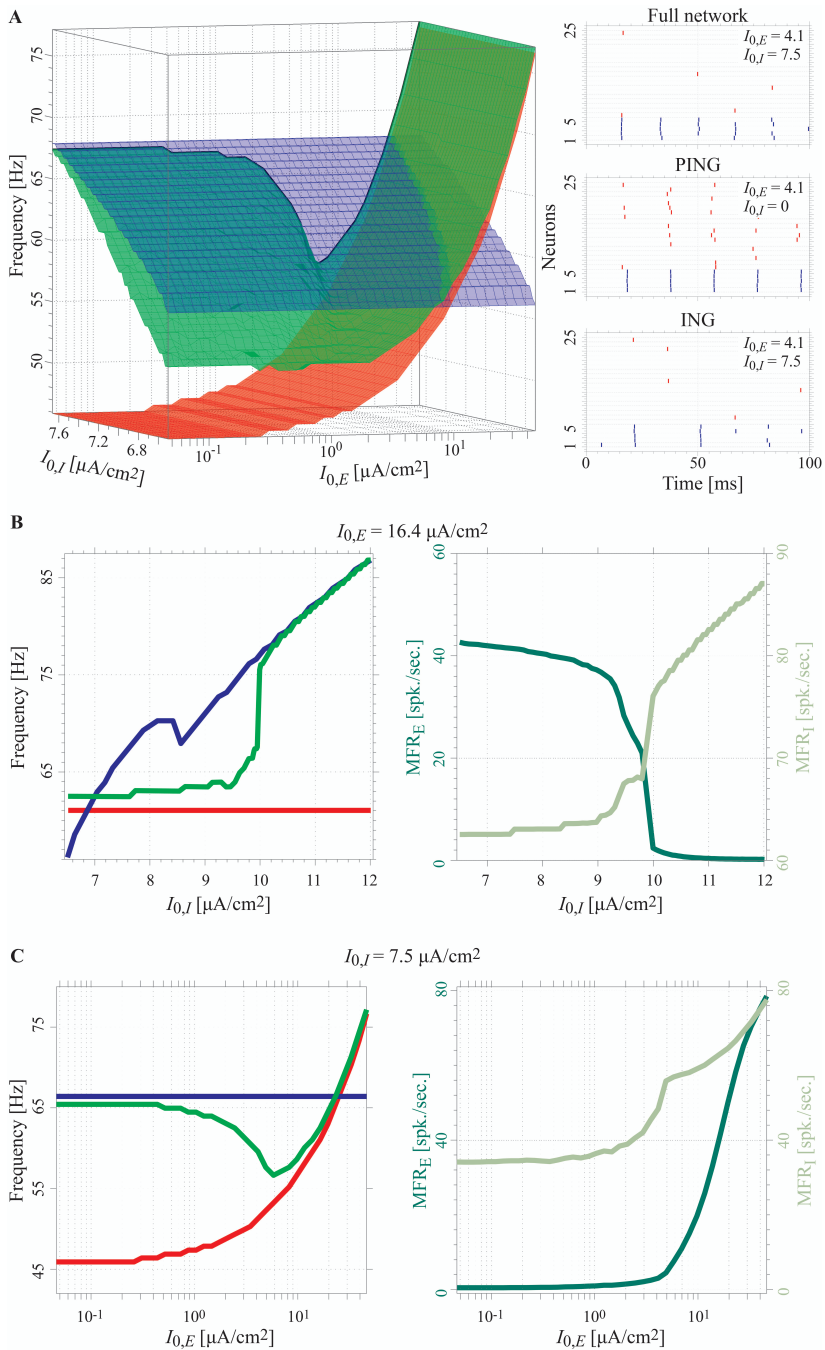 A
Frequency [Hz]
75
70
65
60
55
50
7.6
7.2
6.8
I0,I [μA/cm2]
10-1
100
101
I0,E [μA/cm2]
Full network
25
I0,E = 4.1
I0,I = 7.5
1 5
PING
25
I0,E = 4.1
I0,I = 0
1 5
Neurons
ING
25
I0,E = 4.1
I0,I = 7.5
1 5
0 50 100
Time [ms]
B
I0,E = 16.4 μA/cm2
Frequency [Hz]
85
75
65
7 8 9 10 11 12
I0,I [μA/cm2]
MFRE [spk./sec.]
60
40
20
0
MFRI [spk./sec.]
90
80
70
60
7 8 9 10 11 12
I0,I [μA/cm2]
C
I0,I = 7.5 μA/cm2
Frequency [Hz]
75
65
55
45
10-1 100 101
I0,E [μA/cm2]
MFRE [spk./sec.]
80
40
0
MFRI [spk./sec.]
80
40
0
10-1 100 101
I0,E [μA/cm2]